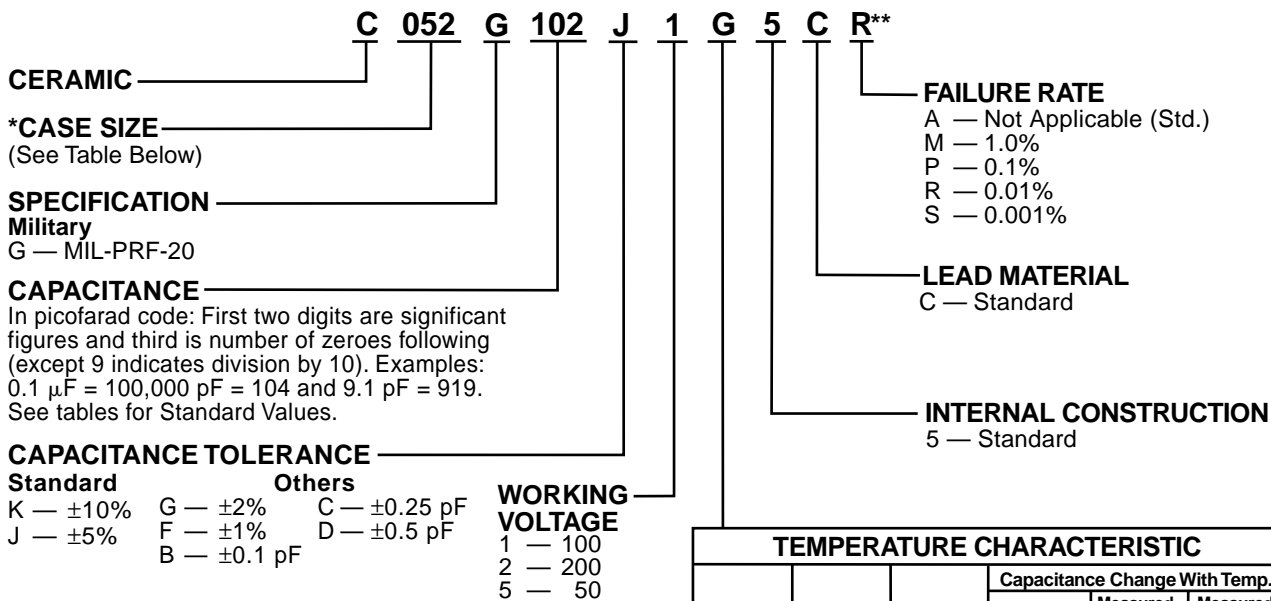 C 052 G 102 J 1 G 5 C R**
CERAMIC
*CASE SIZE
(See Table Below)
SPECIFICATION
Military
G — MIL-PRF-20
CAPACITANCE
In picofarad code: First two digits are significant
figures and third is number of zeroes following
(except 9 indicates division by 10). Examples:
0.1 μF = 100,000 pF = 104 and 9.1 pF = 919.
See tables for Standard Values.
CAPACITANCE TOLERANCE
Standard Others
K — ±10% G — ±2% C — ±0.25 pF
J — ±5% F — ±1% D — ±0.5 pF
B — ±0.1 pF
WORKING
VOLTAGE
1 — 100
2 — 200
5 — 50
FAILURE RATE
A — Not Applicable (Std.)
M — 1.0%
P — 0.1%
R — 0.01%
S — 0.001%
LEAD MATERIAL
C — Standard
INTERNAL CONSTRUCTION
5 — Standard
TEMPERATURE CHARACTERISTIC
Capacitance Change With Temp.